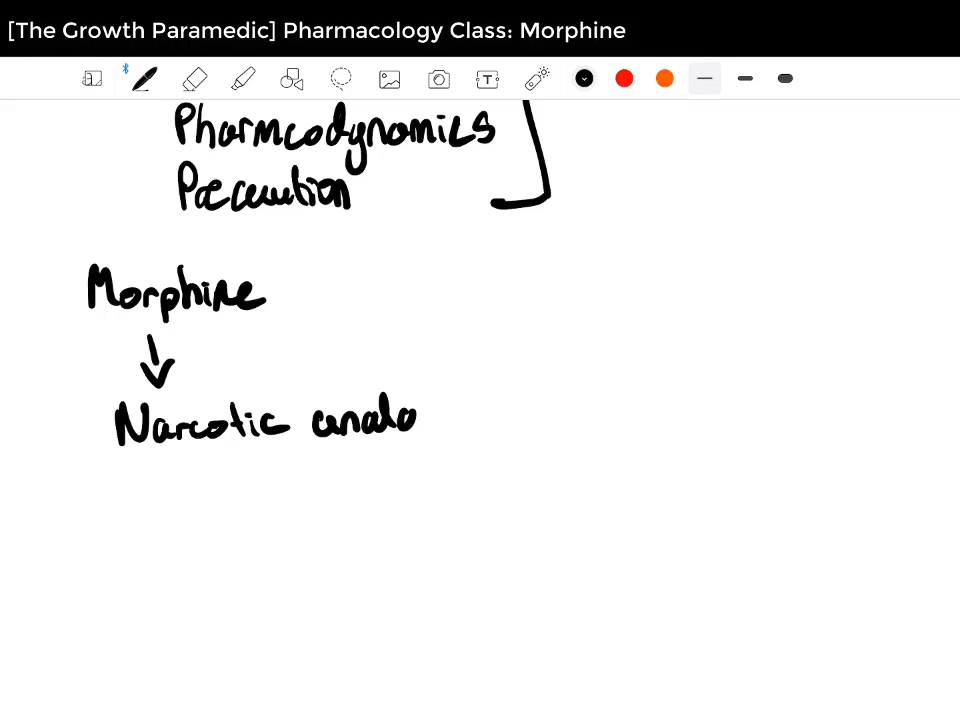 [The Growth Paramedic] Pharmacology Class: Morphine
Pharmcodynamics
Precaution
Morphine
Narcotic analo